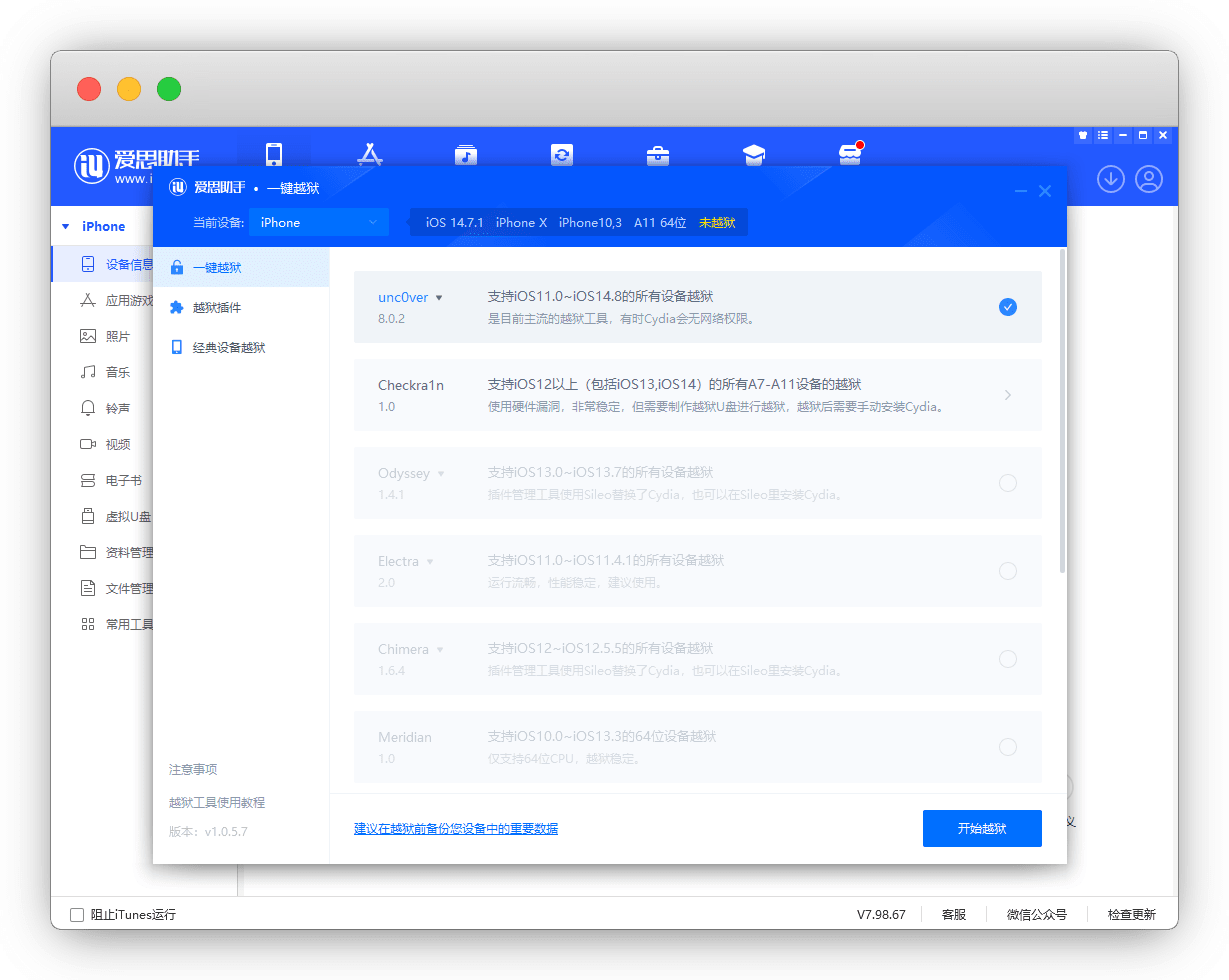 爱思助手
www.i
爱思助手 • 一键越狱
当前设备: iPhone
iOS 14.7.1 iPhone X iPhone10,3 A11 64位 未越狱
iPhone
设备信息
应用游戏
照片
音乐
铃声
视频
电子书
虚拟U盘
资料管理
文件管理
常用工具
一键越狱
越狱插件
经典设备越狱
unc0ver
8.0.2
支持iOS11.0~iOS14.8的所有设备越狱
是目前主流的越狱工具，有时Cydia会无网络权限。
Checkra1n
1.0
支持iOS12以上（包括iOS13,iOS14）的所有A7-A11设备的越狱
使用硬件漏洞，非常稳定，但需要制作越狱U盘进行越狱，越狱后需要手动安装Cydia。
Odyssey
1.4.1
支持iOS13.0~iOS13.7的所有设备越狱
插件管理工具使用Sileo替换了Cydia，也可以在Sileo里安装Cydia。
Electra
2.0
支持iOS11.0~iOS11.4.1的所有设备越狱
运行流畅，性能稳定，建议使用。
Chimera
1.6.4
支持iOS12~iOS12.5.5的所有设备越狱
插件管理工具使用Sileo替换了Cydia，也可以在Sileo里安装Cydia。
Meridian
1.0
支持iOS10.0~iOS13.3的64位设备越狱
仅支持64位CPU，越狱稳定。
注意事项
越狱工具使用教程
版本：v1.0.5.7
建议在越狱前备份您设备中的重要数据
开始越狱
义
阻止iTunes运行
V7.98.67
客服
微信公众号
检查更新